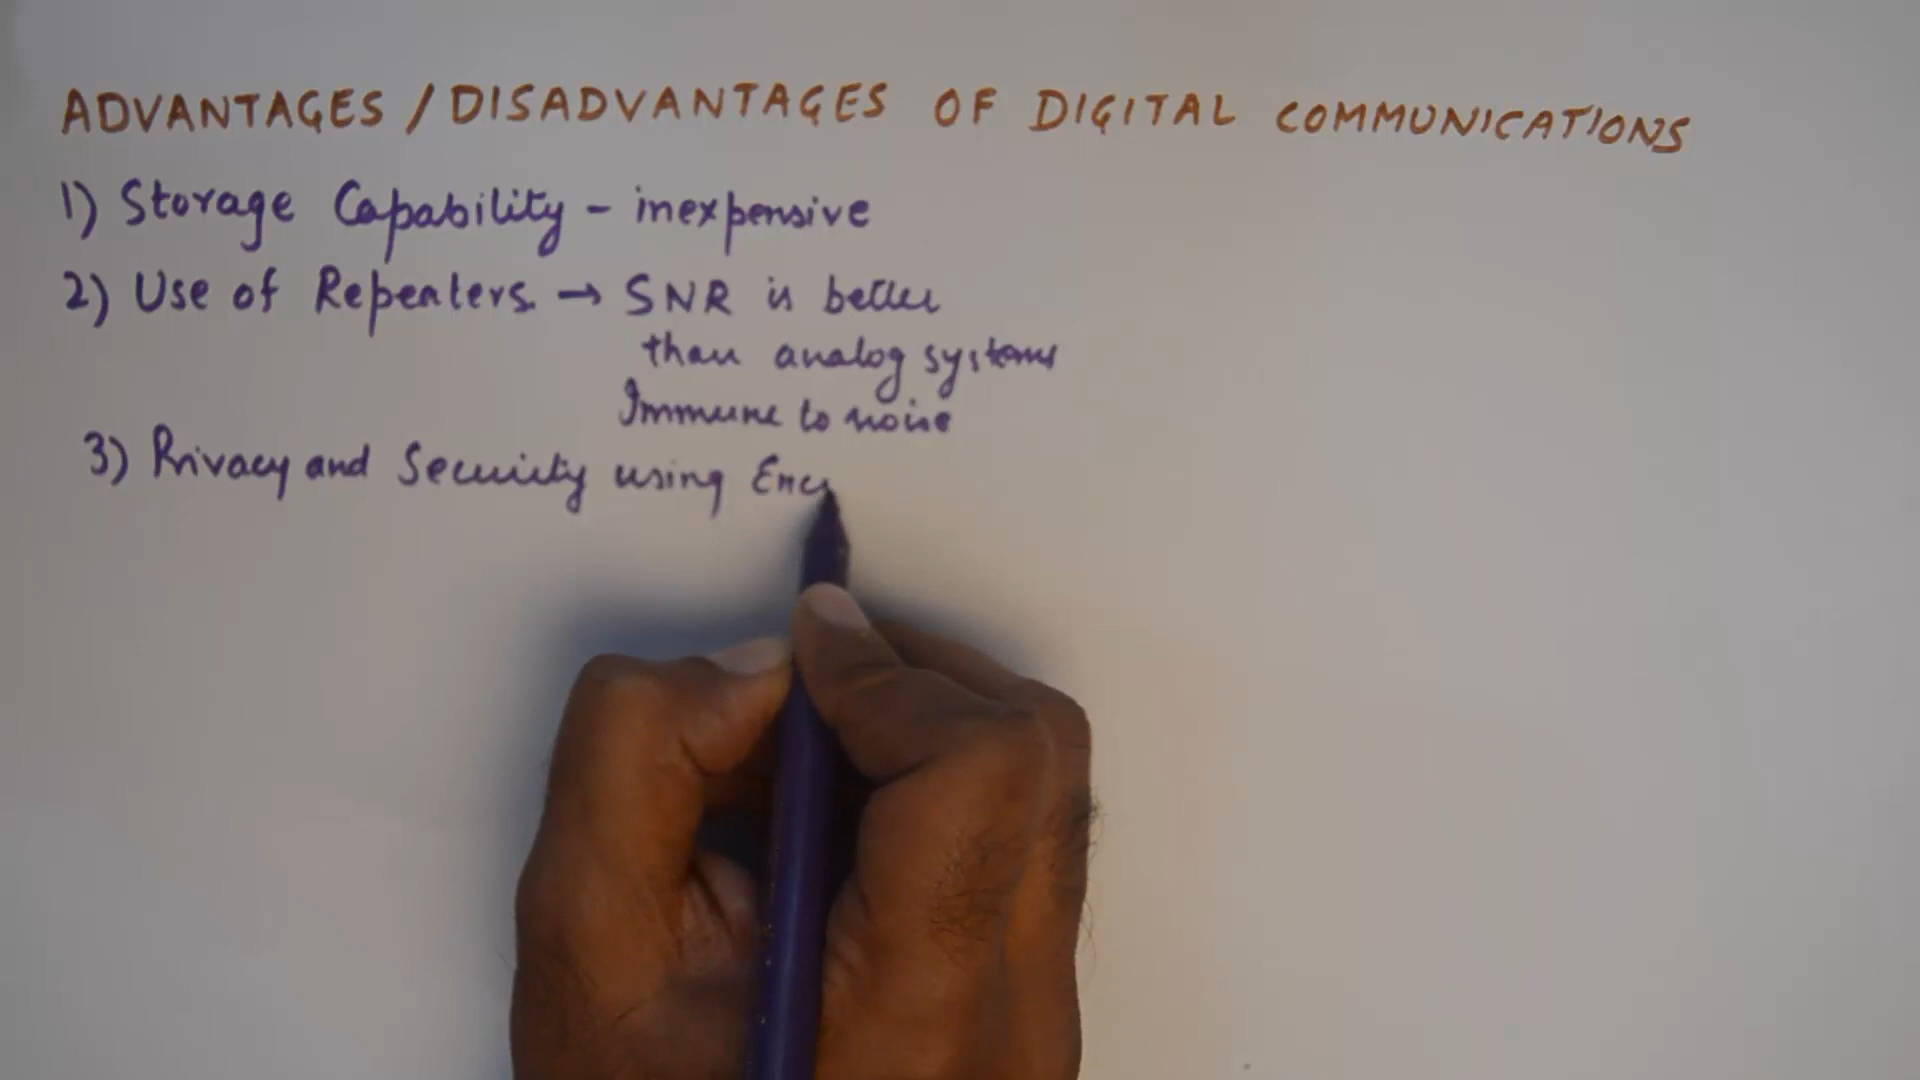 ADVANTAGES / DISADVANTAGES OF DIGITAL COMMUNICATIONS
1) Storage Capability - inexpensive
2) Use of Repeaters → SNR is better
than analog systems
Immune to noise
3) Privacy and Security using Ency